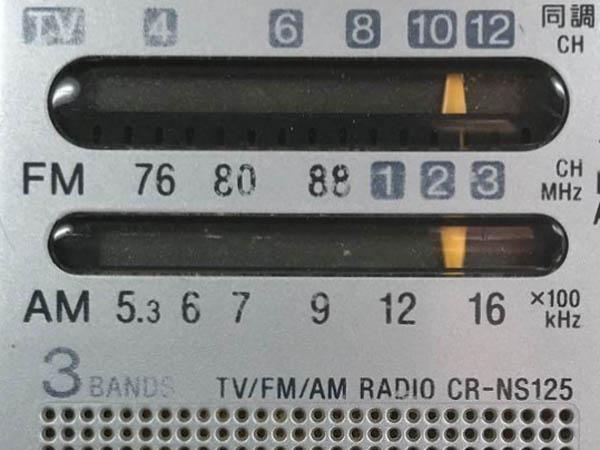 TV 4 6 8 10 12 同調
CH
FM 76 80 88 1 2 3 CH
MHz
AM 5.3 6 7 9 12 16 ×100
kHz
3 BANDS TV/FM/AM RADIO CR-NS125